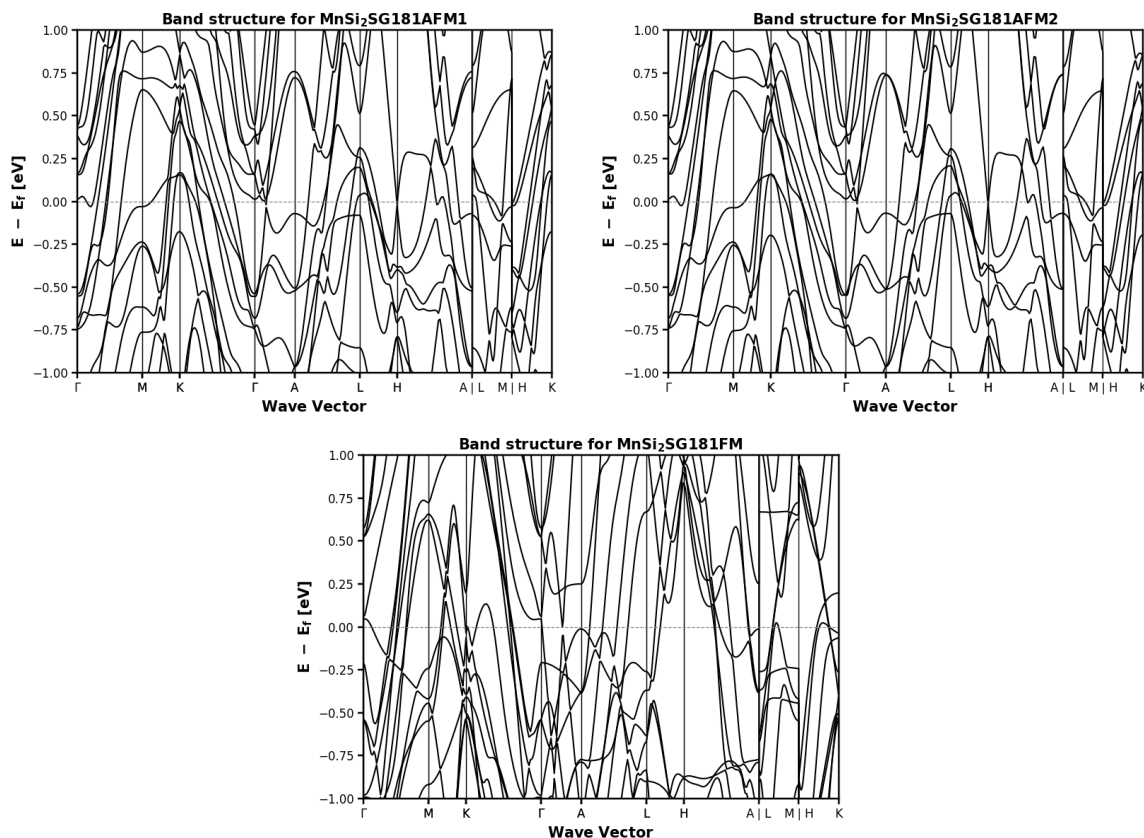 Band structure for MnSi₂SG181AFM1
1.00
0.75
0.50
0.25
0.00
−0.25
−0.50
−0.75
−1.00
E − E_f [eV]
Γ M K Γ A L H A | L M | H K
Wave Vector
Band structure for MnSi₂SG181AFM2
1.00
0.75
0.50
0.25
0.00
−0.25
−0.50
−0.75
−1.00
E − E_f [eV]
Γ M K Γ A L H A | L M | H K
Wave Vector
Band structure for MnSi₂SG181FM
1.00
0.75
0.50
0.25
0.00
−0.25
−0.50
−0.75
−1.00
E − E_f [eV]
Γ M K Γ A L H A | L M | H K
Wave Vector